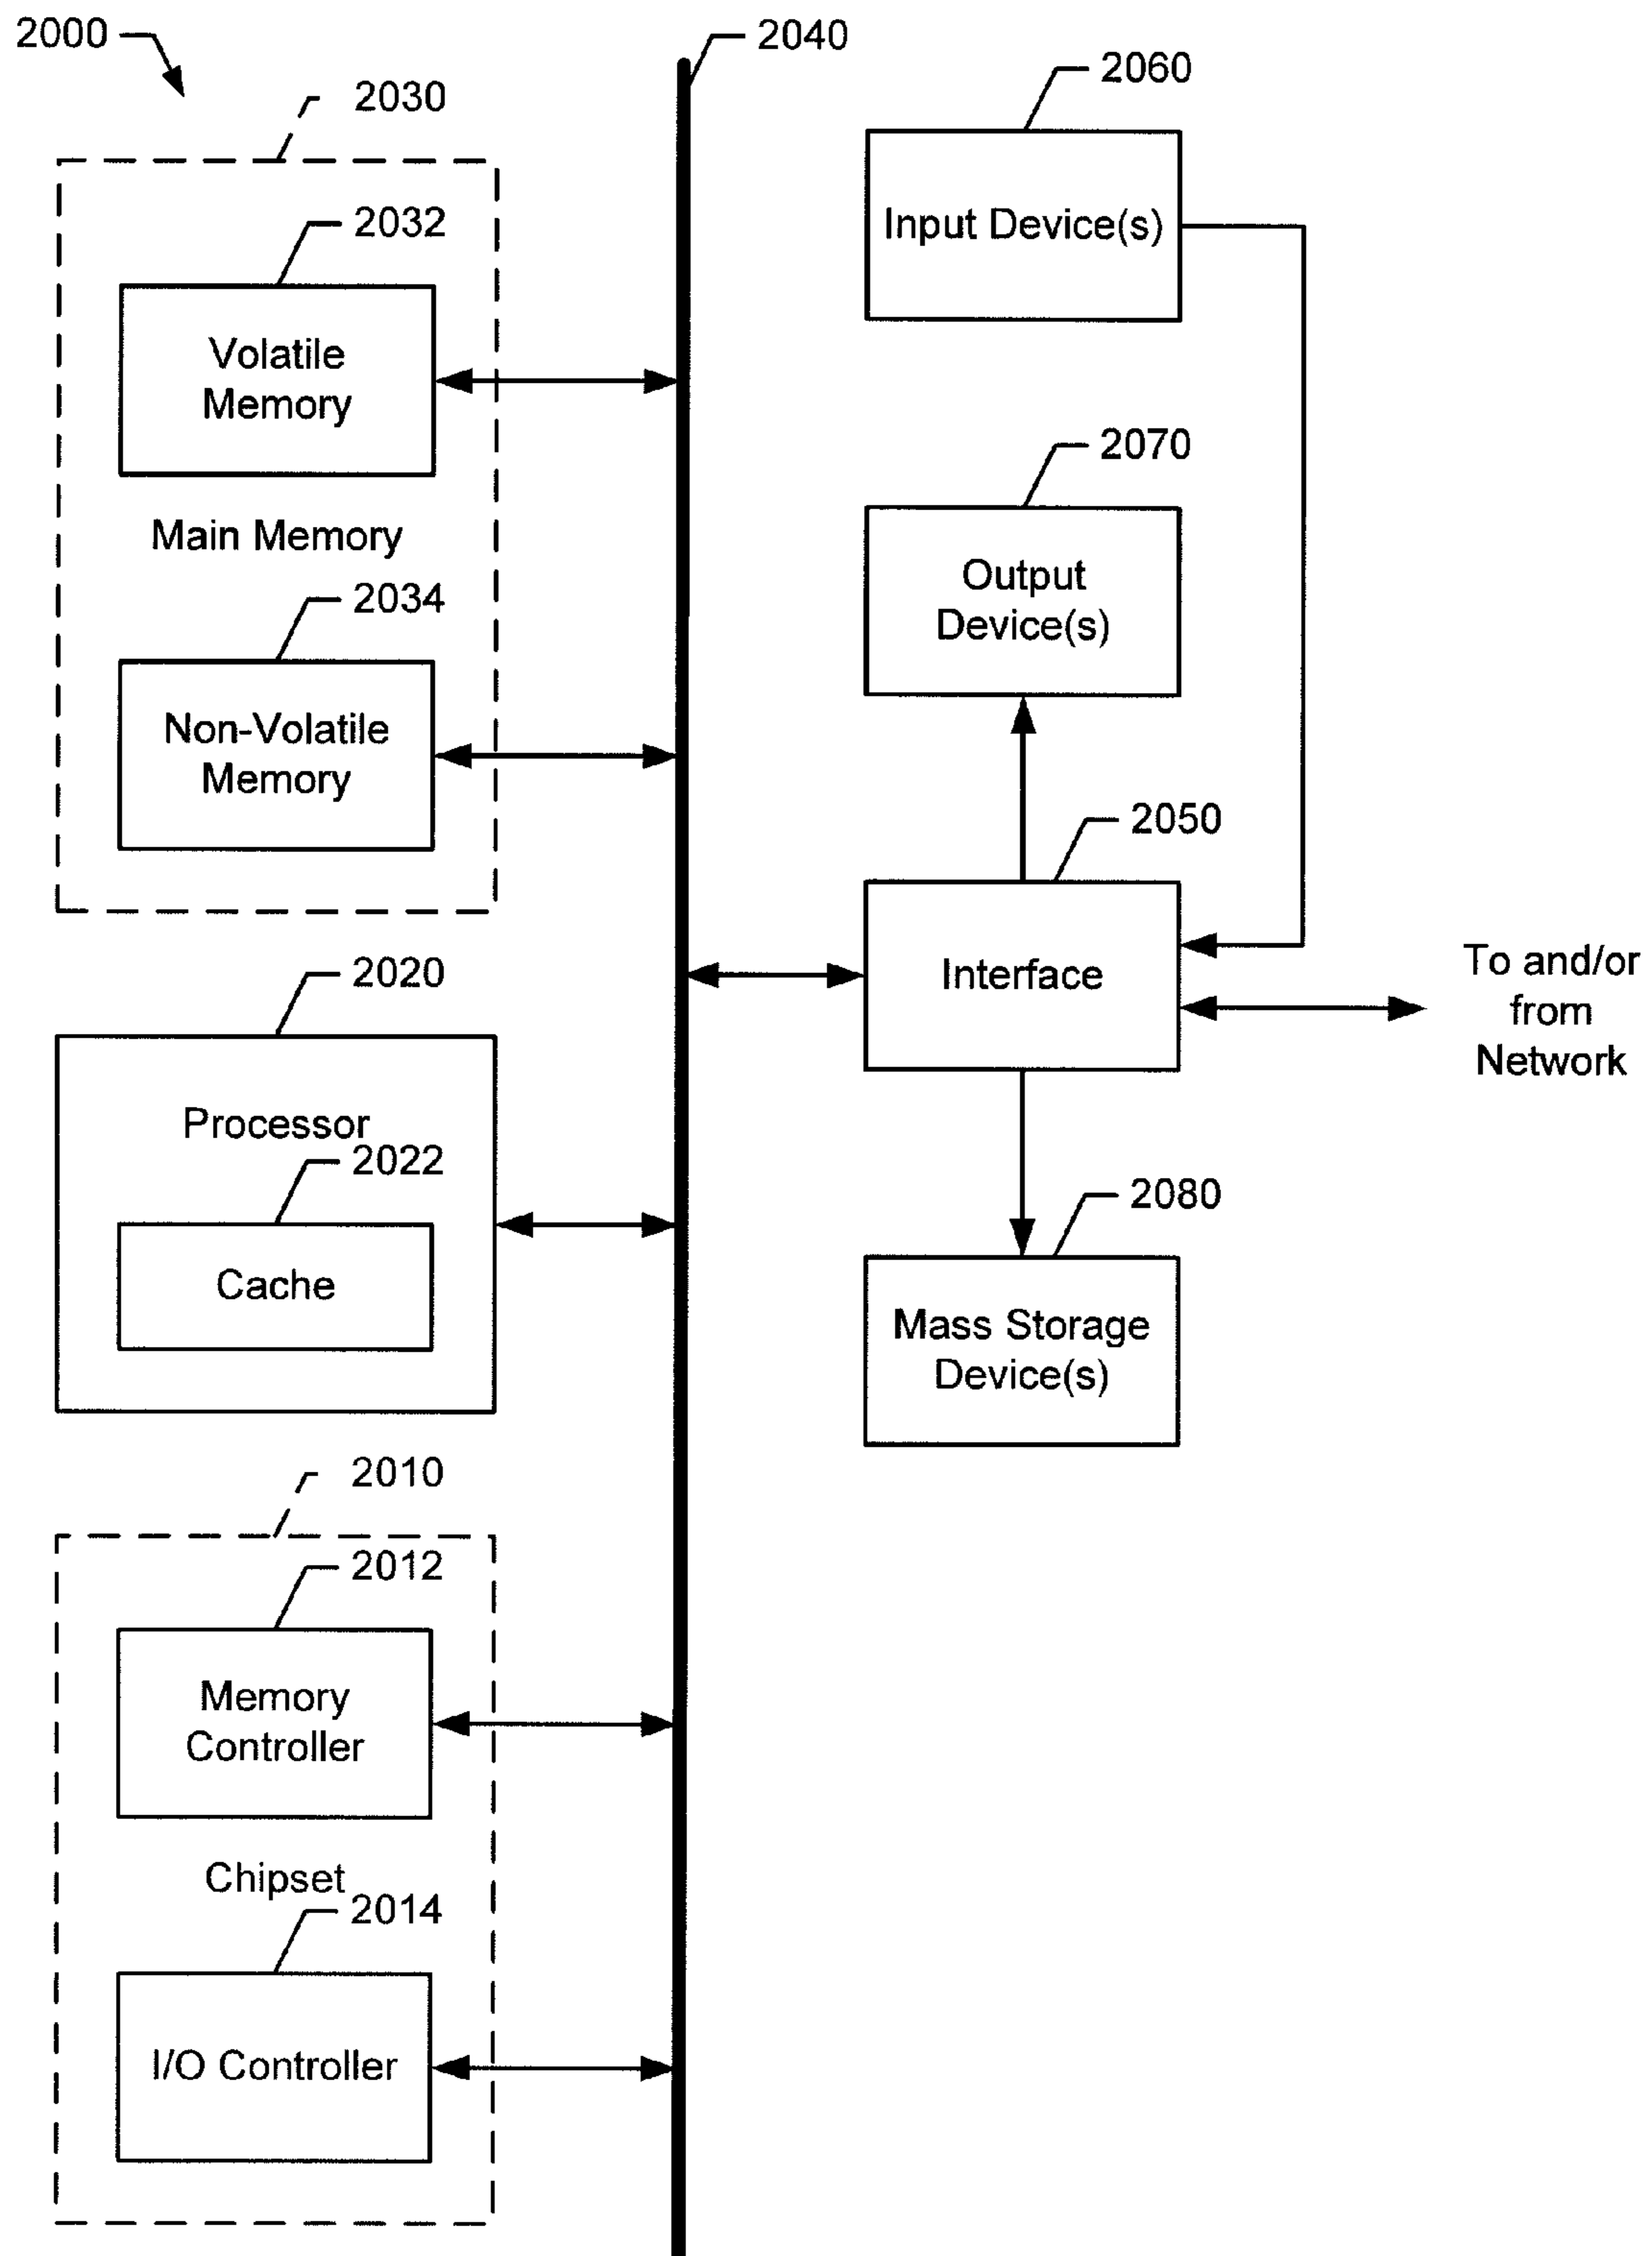 2000
2040
2030
2032
Volatile
Memory
Main Memory
2034
Non-Volatile
Memory
2020
Processor
2022
Cache
2010
2012
Memory
Controller
Chipset
2014
I/O Controller
2060
Input Device(s)
2070
Output
Device(s)
2050
Interface
To and/or
from
Network
2080
Mass Storage
Device(s)